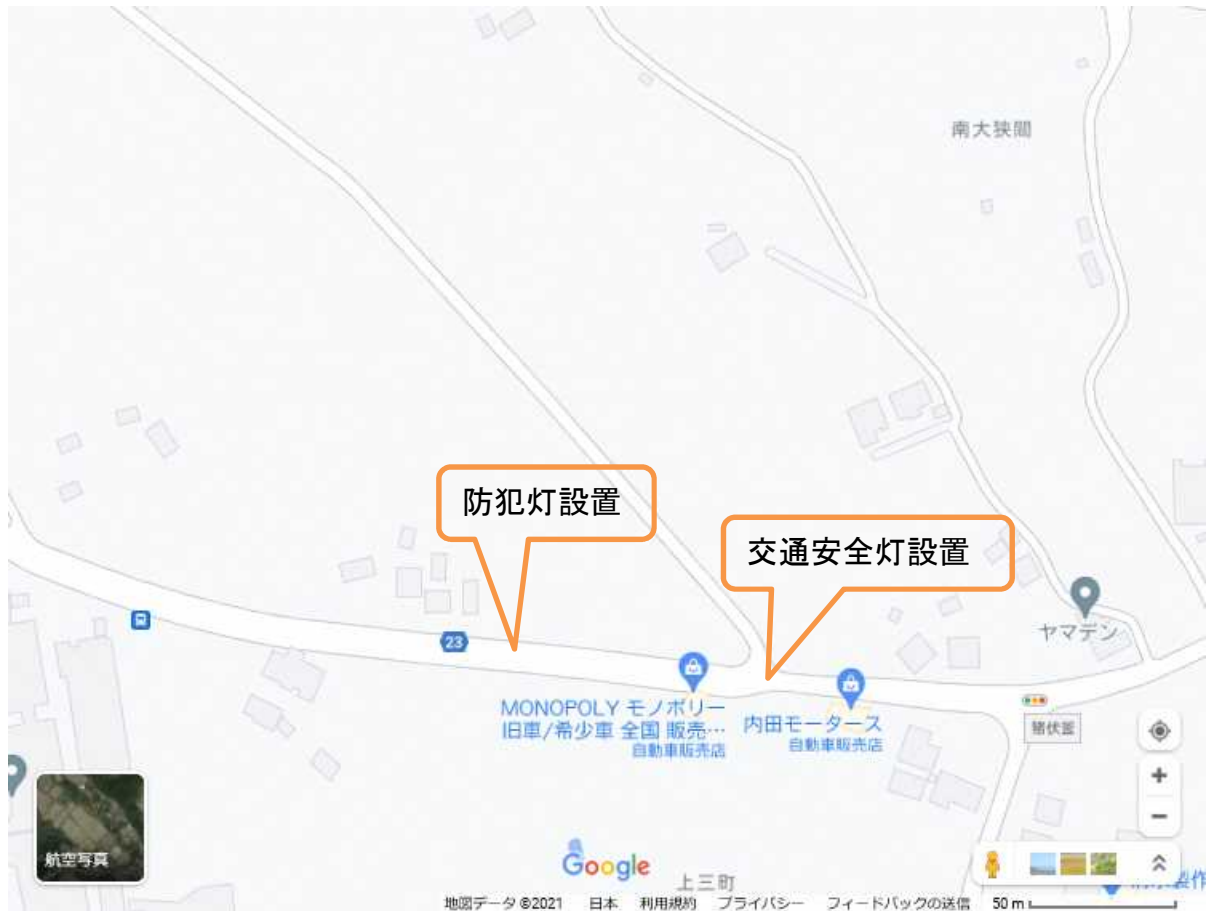 南大狭間
防犯灯設置
交通安全灯設置
ヤマデン
23
MONOPOLY モノポリー
旧車/希少車 全国 販売…
自動車販売店
内田モータース
自動車販売店
猪伏釜
航空写真
Google
上三町
地図データ ©2021 日本 利用規約 プライバシー フィードバックの送信 50 m